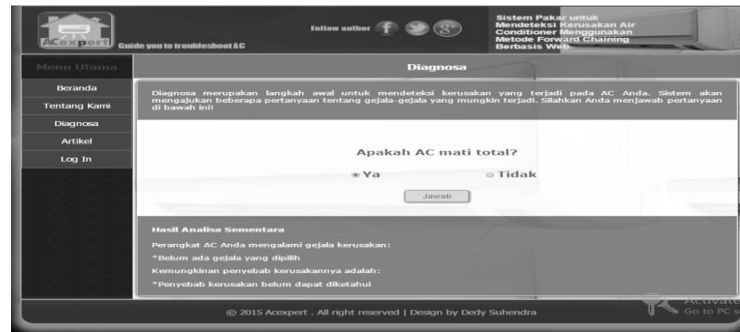 Acexpert
Guide you to troubleshoot AC
Follow author
Sistem Pakar untuk
Mendeteksi Kerusakan Air
Conditioner Menggunakan
Metode Forward Chaining
Berbasis Web
Menu Utama
Beranda
Tentang Kami
Diagnosa
Artikel
Log In
Diagnosa
Diagnosa merupakan langkah awal untuk mendeteksi kerusakan yang terjadi pada AC Anda. Sistem akan
mengajukan beberapa pertanyaan tentang gejala-gejala yang mungkin terjadi. Silahkan Anda menjawab pertanyaan
di bawah ini!
Apakah AC mati total?
Ya
Tidak
Jawab
Hasil Analisa Sementara
Perangkat AC Anda mengalami gejala kerusakan:
*Belum ada gejala yang dipilih
Kemungkinan penyebab kerusakannya adalah:
*Penyebab kerusakan belum dapat diketahui
© 2015 Acexpert . All right reserved | Design by Dedy Suhendra
Activate
Go to PC s